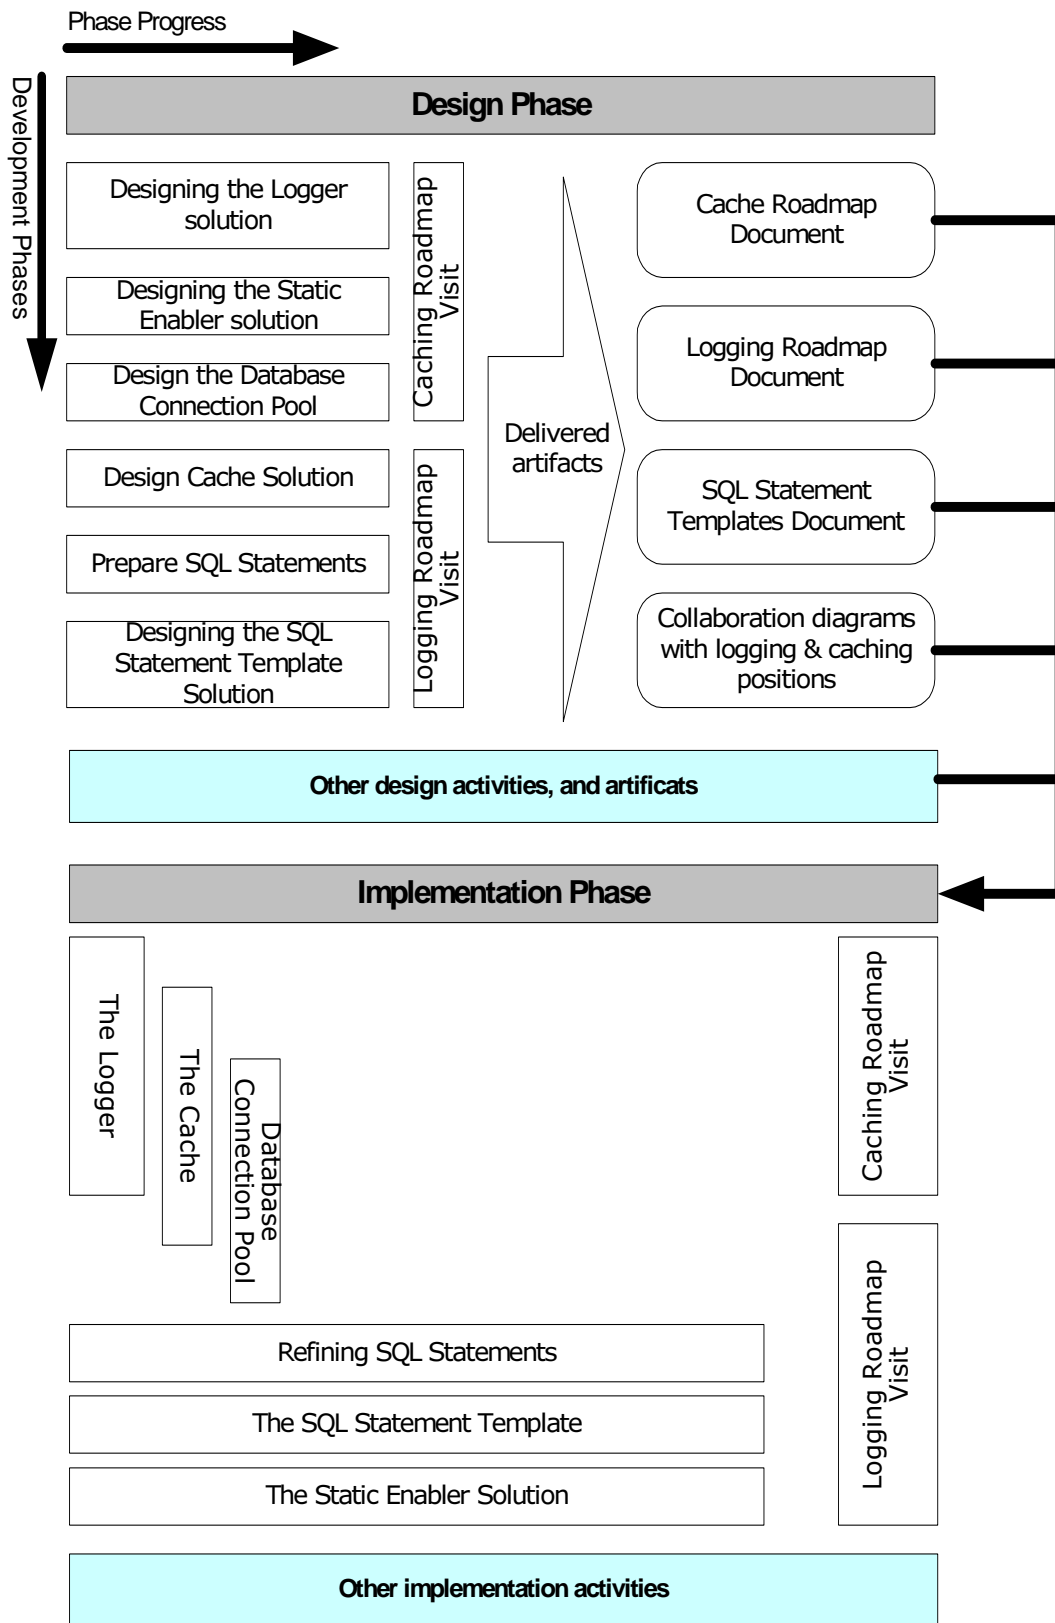 Phase Progress
Development Phases
Design Phase
Designing the Logger
solution
Designing the Static
Enabler solution
Design the Database
Connection Pool
Design Cache Solution
Prepare SQL Statements
Designing the SQL
Statement Template
Solution
Caching Roadmap
Visit
Logging Roadmap
Visit
Delivered
artifacts
Cache Roadmap
Document
Logging Roadmap
Document
SQL Statement
Templates Document
Collaboration diagrams
with logging & caching
positions
Other design activities, and artificats
Implementation Phase
The Logger
The Cache
Database
Connection Pool
Caching Roadmap
Visit
Logging Roadmap
Visit
Refining SQL Statements
The SQL Statement Template
The Static Enabler Solution
Other implementation activities